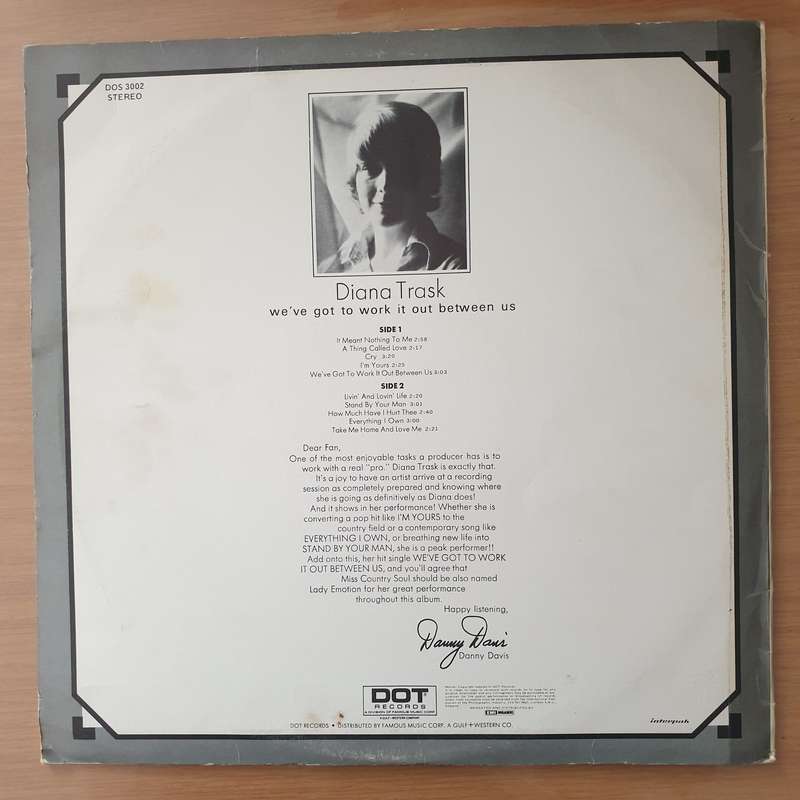 DOS 3002
STEREO
Diana Trask
we've got to work it out between us
SIDE 1
It Meant Nothing To Me 2:58
A Thing Called Love 2:17
Cry 3:20
I'm Yours 2:25
We've Got To Work It Out Between Us 3:03
SIDE 2
Livin' And Lovin' Life 2:20
Stand By Your Man 3:01
How Much Have I Hurt Thee 2:40
Everything I Own 3:00
Take Me Home And Love Me 2:21
Dear Fan,
One of the most enjoyable tasks a producer has is to
work with a real "pro." Diana Trask is exactly that.
It's a joy to have an artist arrive at a recording
session as completely prepared and knowing where
she is going as definitively as Diana does!
And it shows in her performance! Whether she is
converting a pop hit like I'M YOURS to the
country field or a contemporary song like
EVERYTHING I OWN, or breathing new life into
STAND BY YOUR MAN, she is a peak performer!!
Add onto this, her hit single WE'VE GOT TO WORK
IT OUT BETWEEN US, and you'll agree that
Miss Country Soul should be also named
Lady Emotion for her great performance
throughout this album.
Happy listening,
Danny Davis
Danny Davis
DOT
RECORDS
A DIVISION OF FAMOUS MUSIC CORP.
A GULF+WESTERN COMPANY
EMI
DOT RECORDS • DISTRIBUTED BY FAMOUS MUSIC CORP. A GULF+WESTERN CO.
interpak